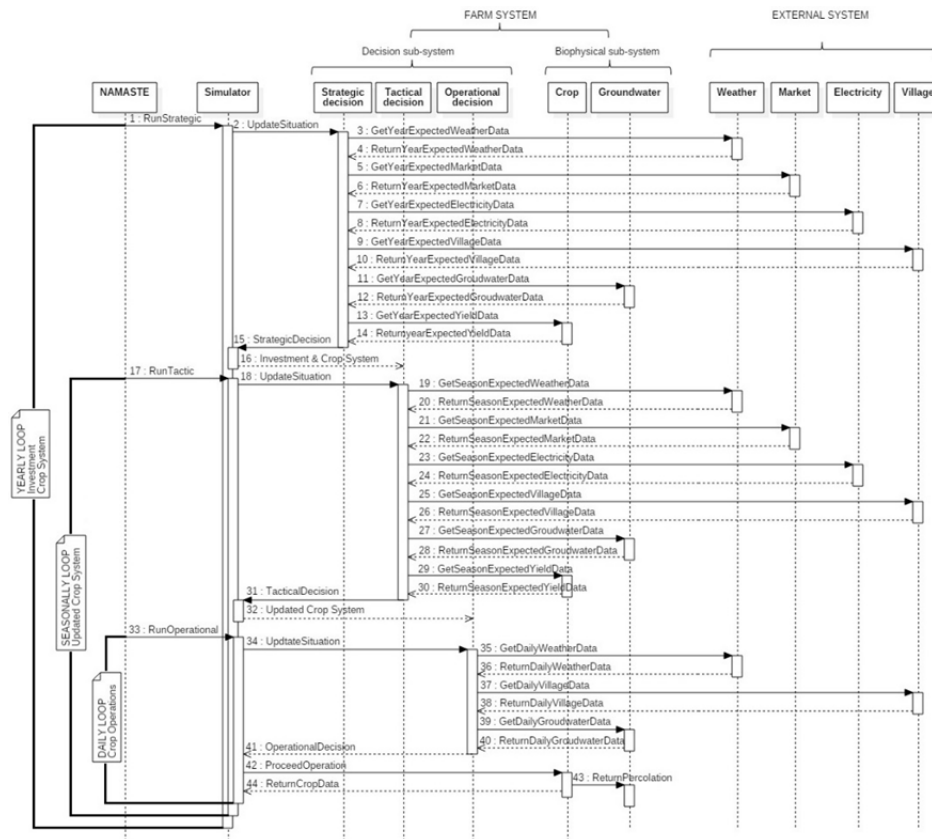 FARM SYSTEM
EXTERNAL SYSTEM
Decision sub-system
Biophysical sub-system
NAMASTE
Simulator
Strategic
decision
Tactical
decision
Operational
decision
Crop
Groundwater
Weather
Market
Electricity
Village
1 : RunStrategic
2 : UpdateSituation
3 : GetYearExpectedWeatherData
4 : ReturnYearExpectedWeatherData
5 : GetYearExpectedMarketData
6 : ReturnYearExpectedMarketData
7 : GetYearExpectedElectricityData
8 : ReturnYearExpectedElectricityData
9 : GetYearExpectedVillageData
10 : ReturnYearExpectedVillageData
11 : GetYearExpectedGroudwaterData
12 : ReturnYearExpectedGroudwaterData
13 : GetYearExpectedYieldData
14 : ReturnyearExpectedYieldData
15 : StrategicDecision
16 : Investment & Crop System
17 : RunTactic
18 : UpdateSituation
19 : GetSeasonExpectedWeatherData
20 : ReturnSeasonExpectedWeatherData
21 : GetSeasonExpectedMarketData
22 : ReturnSeasonExpectedMarketData
23 : GetSeasonExpectedElectricityData
24 : ReturnSeasonExpectedElectricityData
25 : GetSeasonExpectedVillageData
26 : ReturnSeasonExpectedVillageData
27 : GetSeasonExpectedGroudwaterData
28 : ReturnSeasonExpectedGroudwaterData
29 : GetSeasonExpectedYieldData
30 : ReturnSeasonExpectedYieldData
31 : TacticalDecision
32 : Updated Crop System
33 : RunOperational
34 : UpdtateSituation
35 : GetDailyWeatherData
36 : ReturnDailyWeatherData
37 : GetDailyVillageData
38 : ReturnDailyVillageData
39 : GetDailyGroundwaterData
40 : ReturnDailyGroundwaterData
41 : OperationalDecision
42 : ProceedOperation
43 : ReturnPercolation
44 : ReturnCropData
YEARLY LOOP
Investment
Crop System
SEASONALLY LOOP
Updated Crop System
DAILY LOOP
Crop Operations